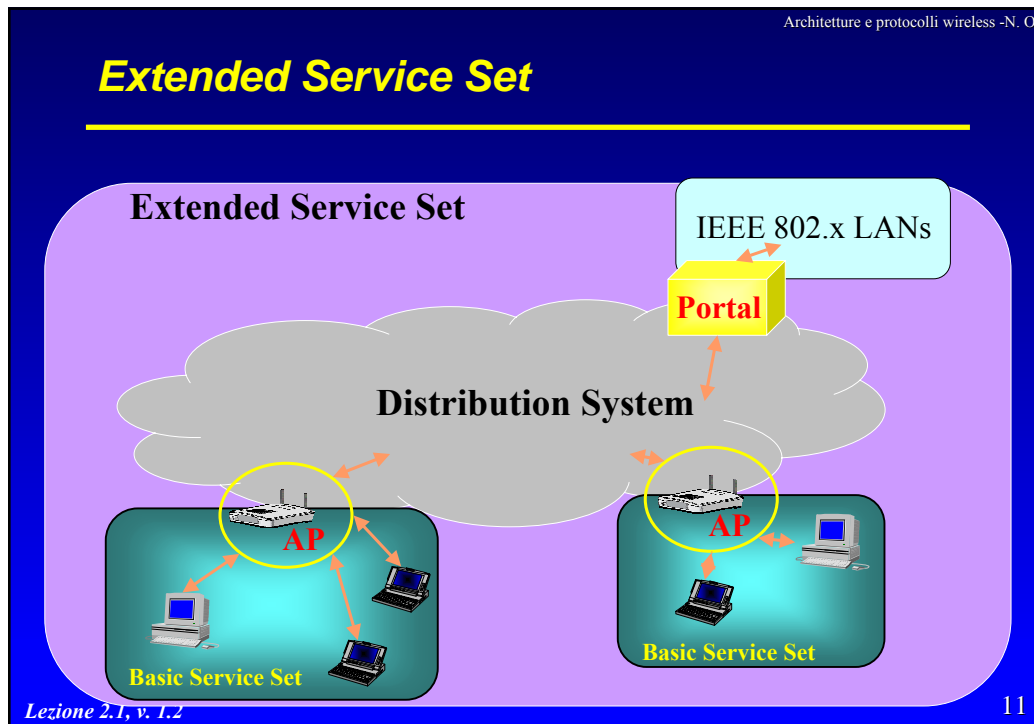 Architetture e protocolli wireless -N. O
Extended Service Set
Extended Service Set
IEEE 802.x LANs
Portal
Distribution System
AP
AP
Basic Service Set
Basic Service Set
Lezione 2.1, v. 1.2
11